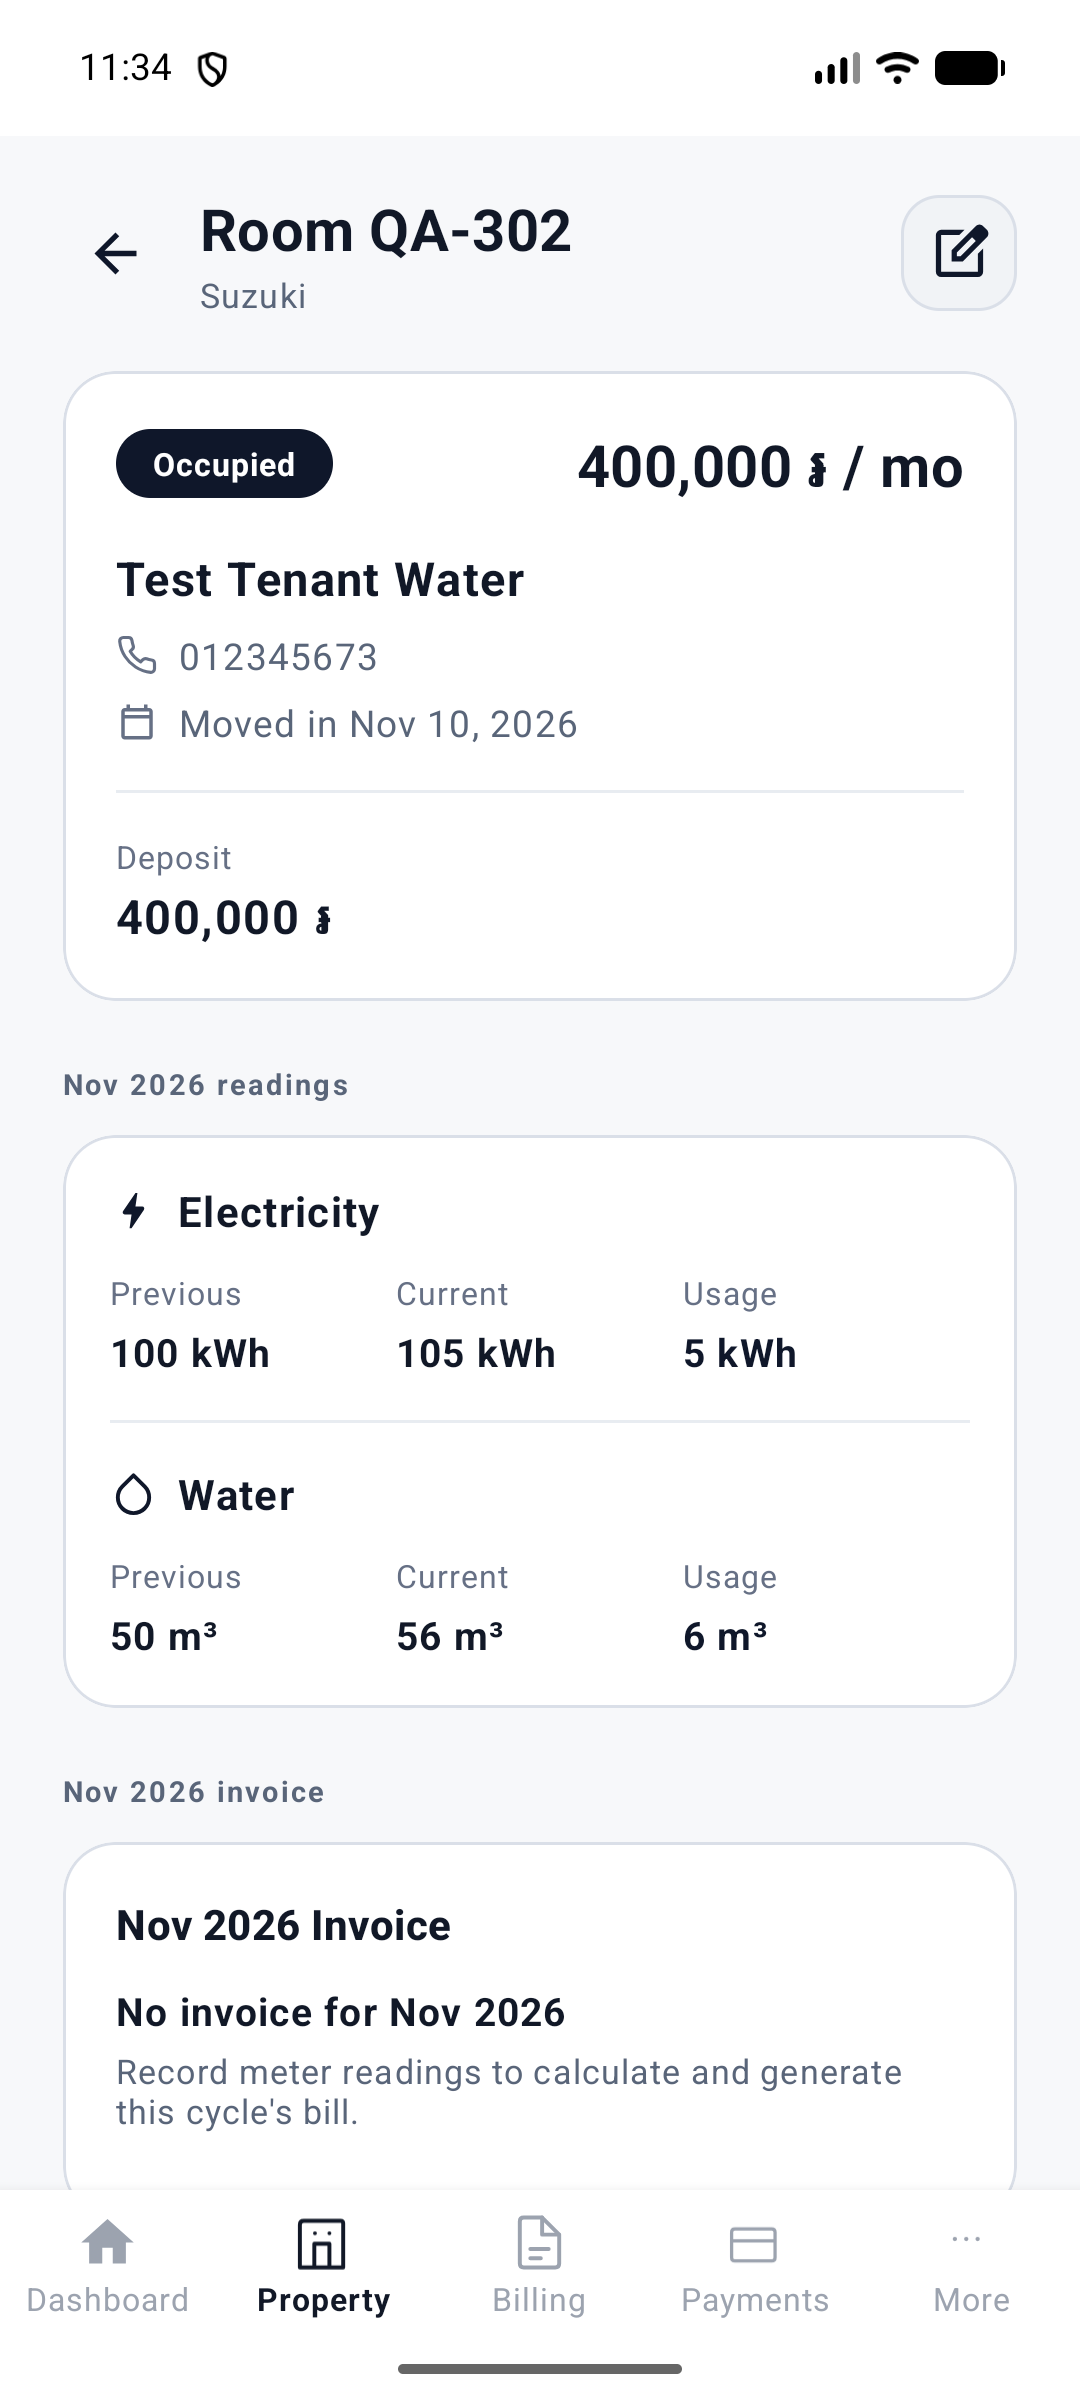 11:34
Room QA-302
Suzuki
Occupied
400,000 ៛ / mo
Test Tenant Water
012345673
Moved in Nov 10, 2026
Deposit
400,000 ៛
Nov 2026 readings
Electricity
Previous Current Usage
100 kWh 105 kWh 5 kWh
Water
Previous Current Usage
50 m³ 56 m³ 6 m³
Nov 2026 invoice
Nov 2026 Invoice
No invoice for Nov 2026
Record meter readings to calculate and generate
this cycle's bill.
Dashboard Property Billing Payments More